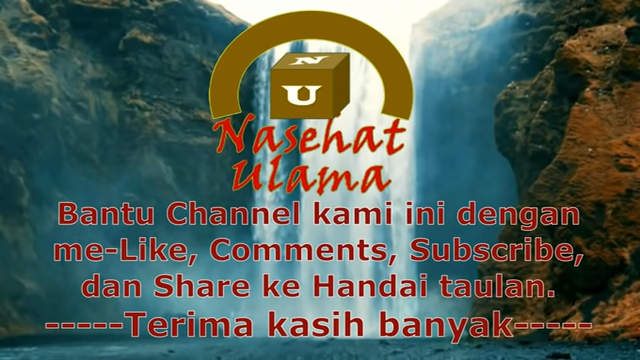 N
U
Nasehat
Ulama
Bantu Channel kami ini dengan
me-Like, Comments, Subscribe,
dan Share ke Handai taulan.
-----Terima kasih banyak-----